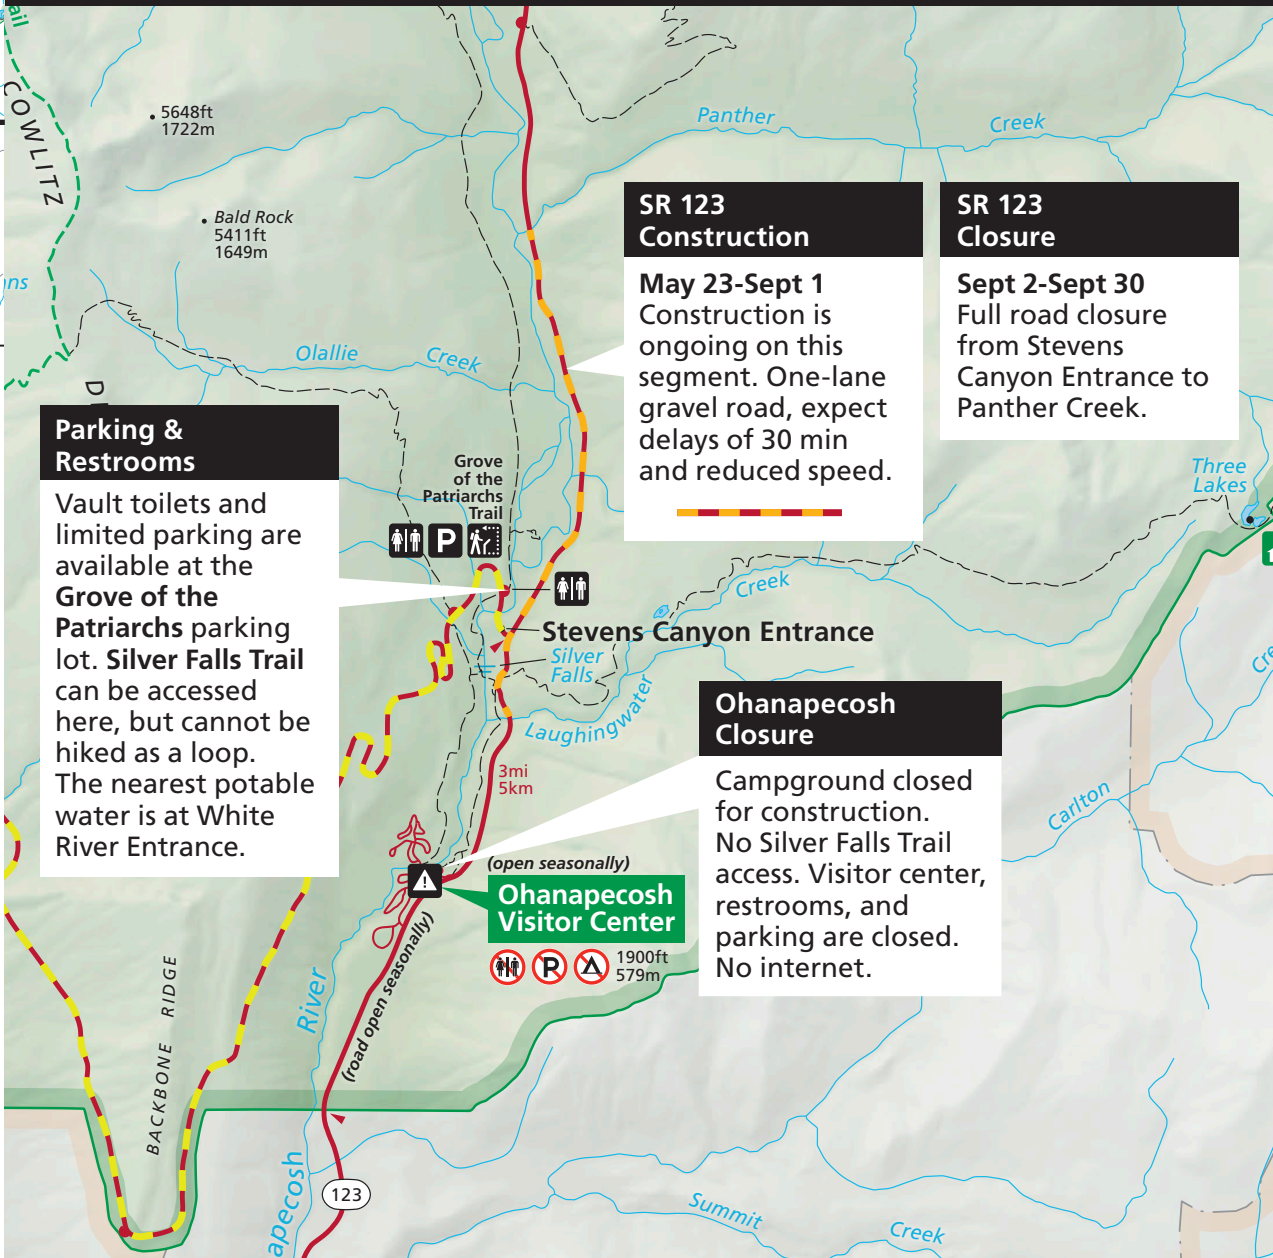 ail
COWLITZ
5648ft
1722m
Bald Rock
5411ft
1649m
Panther
Creek
SR 123
Construction
May 23-Sept 1
Construction is
ongoing on this
segment. One-lane
gravel road, expect
delays of 30 min
and reduced speed.
SR 123
Closure
Sept 2-Sept 30
Full road closure
from Stevens
Canyon Entrance to
Panther Creek.
ns
Olallie
Creek
D
Parking &
Restrooms
Vault toilets and
limited parking are
available at the
Grove of the
Patriarchs parking
lot. Silver Falls Trail
can be accessed
here, but cannot be
hiked as a loop.
The nearest potable
water is at White
River Entrance.
Grove
of the
Patriarchs
Trail
P
Three
Lakes
Creek
Stevens Canyon Entrance
Silver
Falls
Laughingwater
Cre
3mi
5km
Ohanapecosh
Closure
Campground closed
for construction.
No Silver Falls Trail
access. Visitor center,
restrooms, and
parking are closed.
No internet.
Carlton
(open seasonally)
Ohanapecosh
Visitor Center
P
1900ft
579m
(road open seasonally)
River
BACKBONE RIDGE
apecosh
123
Summit
Creek